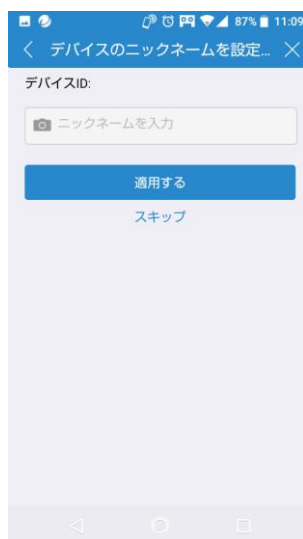 87% 11:09
デバイスのニックネームを設定... ×
デバイスID:
ニックネームを入力
適用する
スキップ